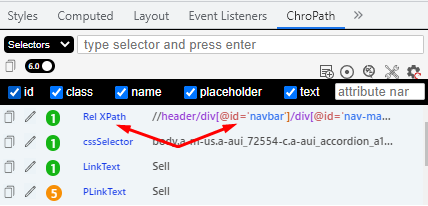 Styles Computed Layout Event Listeners ChroPath
Selectors type selector and press enter
6.0
id class name placeholder text attribute nar
1 Rel XPath //header/div[@id='navbar']/div[@id='nav-ma...
1 cssSelector body.a-m-us.a-aui_72554-c.a-aui_accordion_a1...
1 LinkText Sell
5 PLinkText Sell